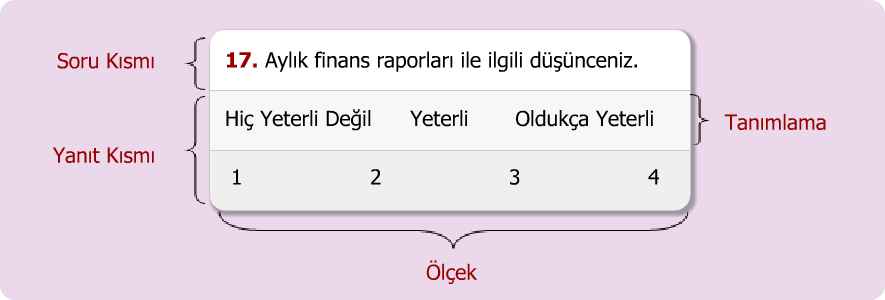 Soru Kısmı
17. Aylık finans raporları ile ilgili düşünceniz.
Yanıt Kısmı
Hiç Yeterli Değil Yeterli Oldukça Yeterli
Tanımlama
1 2 3 4
Ölçek